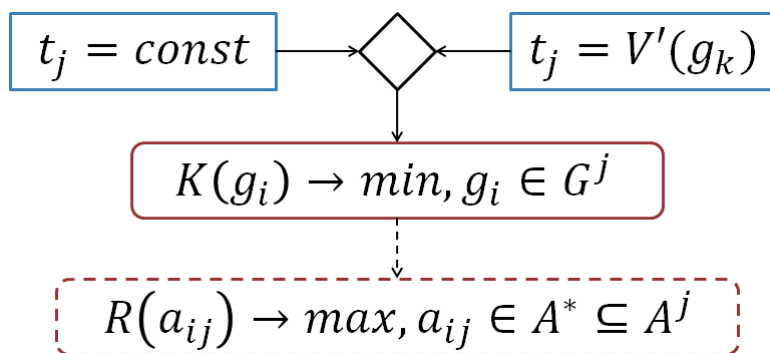 t_j = const
t_j = V′(g_k)
K(g_i) → min, g_i ∈ G^j
R(a_ij) → max, a_ij ∈ A* ⊆ A^j